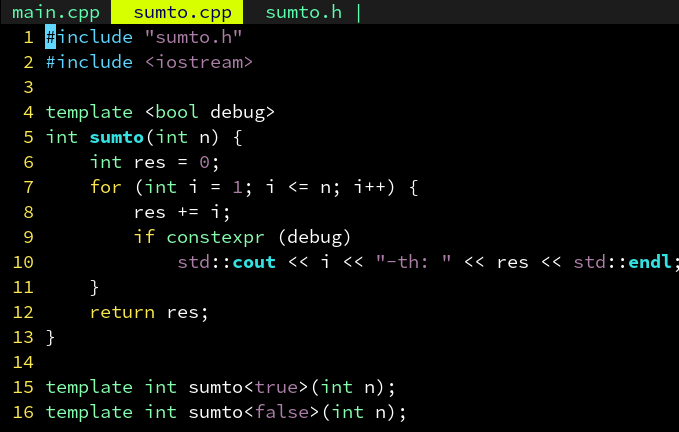 main.cpp sumto.cpp sumto.h |
1 #include "sumto.h"
2 #include <iostream>
3
4 template <bool debug>
5 int sumto(int n) {
6     int res = 0;
7     for (int i = 1; i <= n; i++) {
8         res += i;
9         if constexpr (debug)
10             std::cout << i << "-th: " << res << std::endl;
11     }
12     return res;
13 }
14
15 template int sumto<true>(int n);
16 template int sumto<false>(int n);